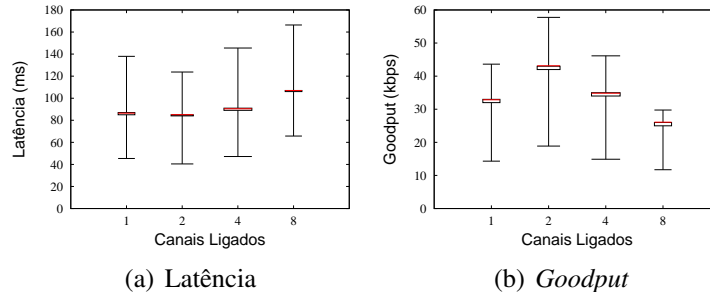 180
160
140
120
100
80
60
40
20
0
Latência (ms)
1 2 4 8
Canais Ligados
(a) Latência
60
50
40
30
20
10
0
Goodput (kbps)
1 2 4 8
Canais Ligados
(b) Goodput